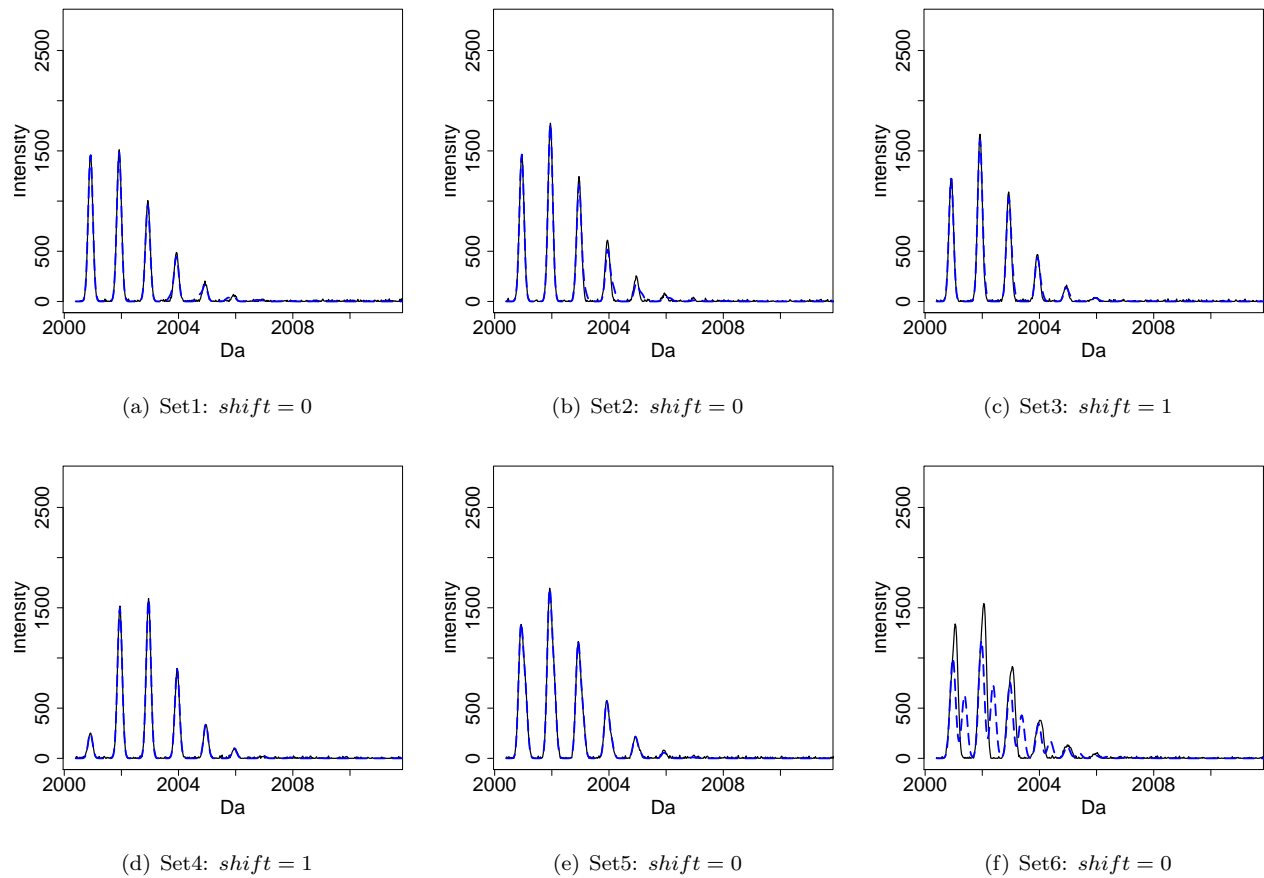 2500
1500
500
0
Intensity
2000
2004
2008
Da
(a) Set1: shift = 0
2500
1500
500
0
Intensity
2000
2004
2008
Da
(b) Set2: shift = 0
2500
1500
500
0
Intensity
2000
2004
2008
Da
(c) Set3: shift = 1
2500
1500
500
0
Intensity
2000
2004
2008
Da
(d) Set4: shift = 1
2500
1500
500
0
Intensity
2000
2004
2008
Da
(e) Set5: shift = 0
2500
1500
500
0
Intensity
2000
2004
2008
Da
(f) Set6: shift = 0